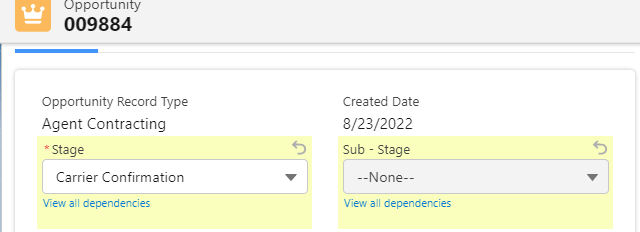 Opportunity
009884
Opportunity Record Type
Agent Contracting
Created Date
8/23/2022
* Stage
Carrier Confirmation
View all dependencies
Sub - Stage
--None--
View all dependencies